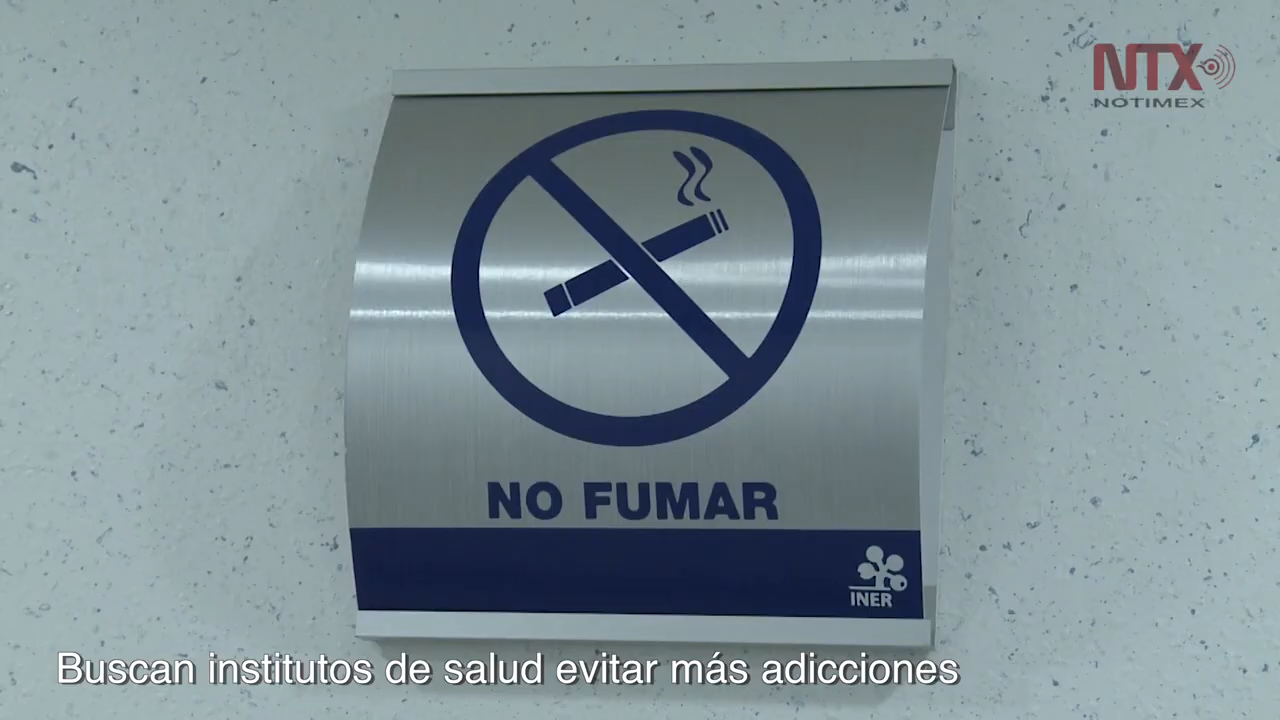 NTX
NOTIMEX
NO FUMAR
INER
Buscan institutos de salud evitar más adicciones